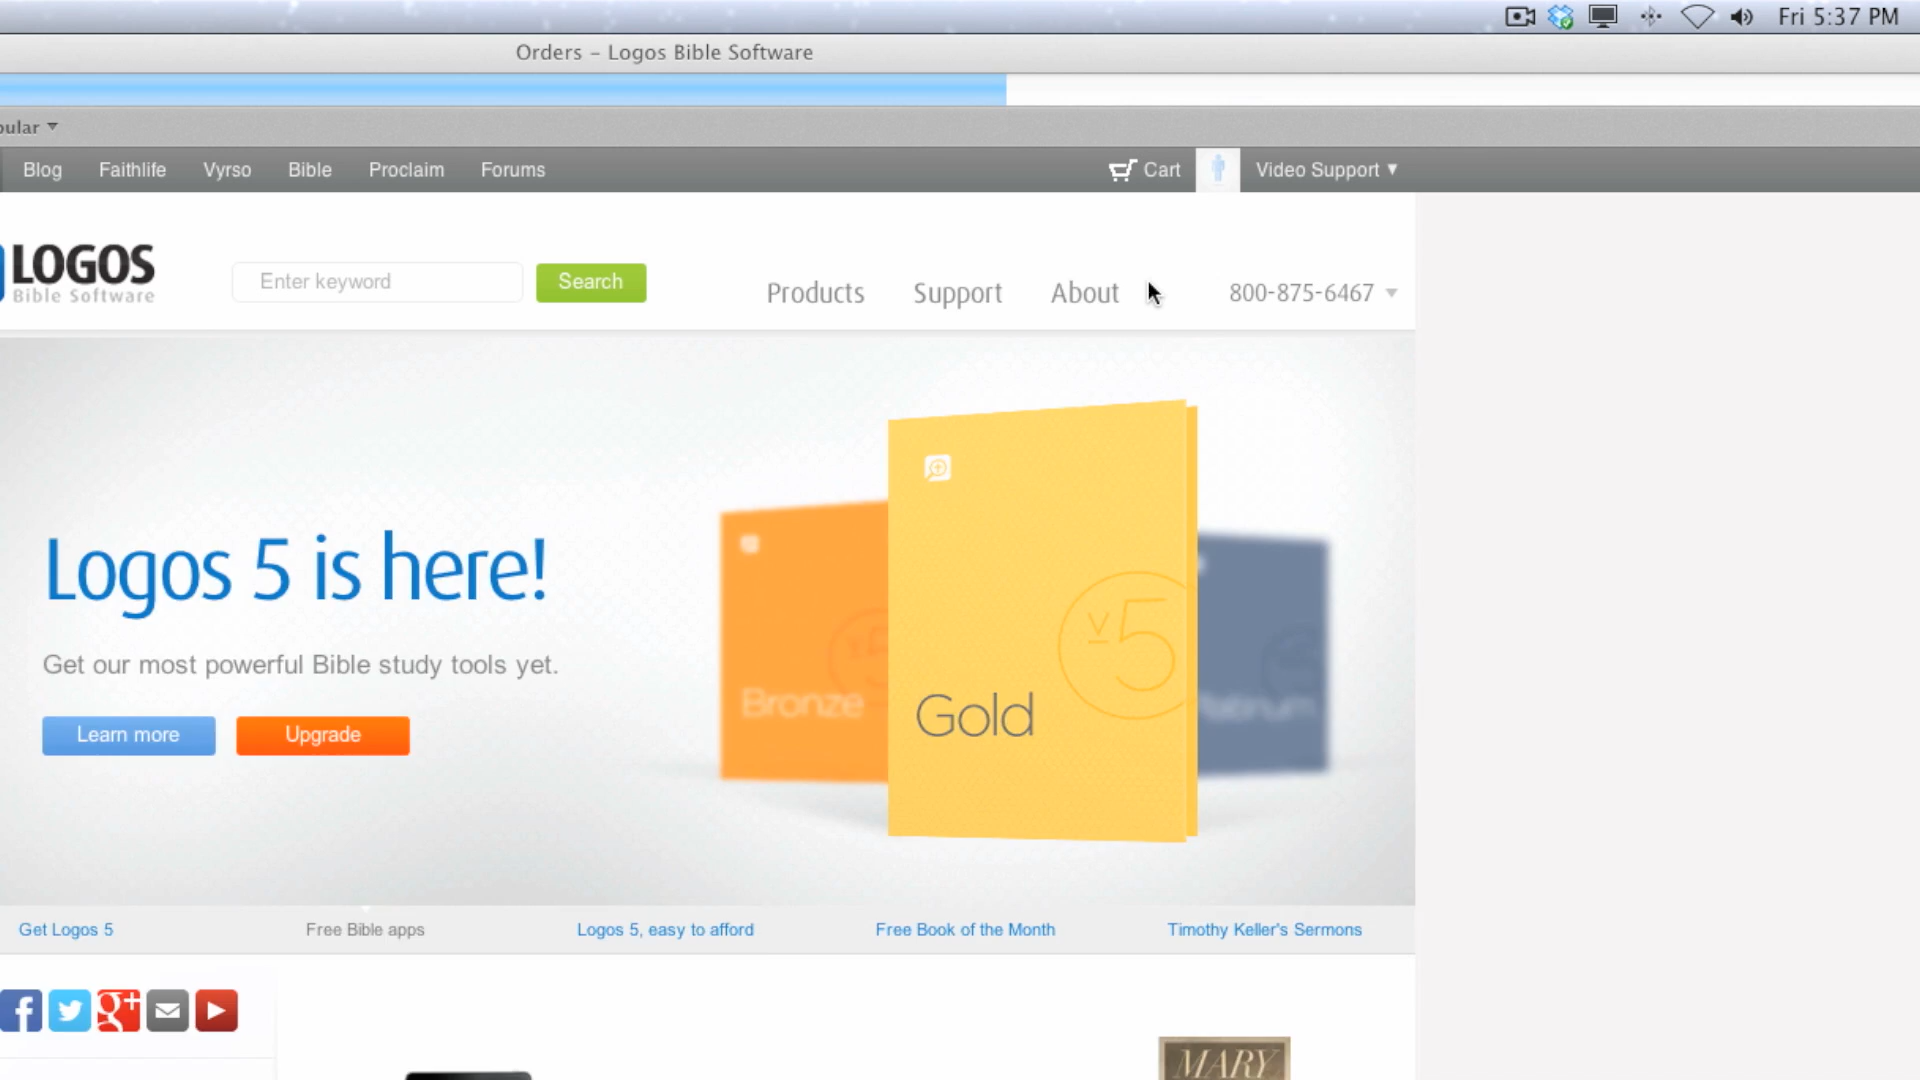 Fri 5:37 PM
Orders – Logos Bible Software
pular
Blog Faithlife Vyrso Bible Proclaim Forums Cart Video Support
LOGOS
Bible Software
Enter keyword
Search
Products Support About 800-875-6467
Logos 5 is here!
Get our most powerful Bible study tools yet.
Learn more Upgrade
Bronze
v5
Gold
v5
Platinum
Get Logos 5 Free Bible apps Logos 5, easy to afford Free Book of the Month Timothy Keller's Sermons
MARY